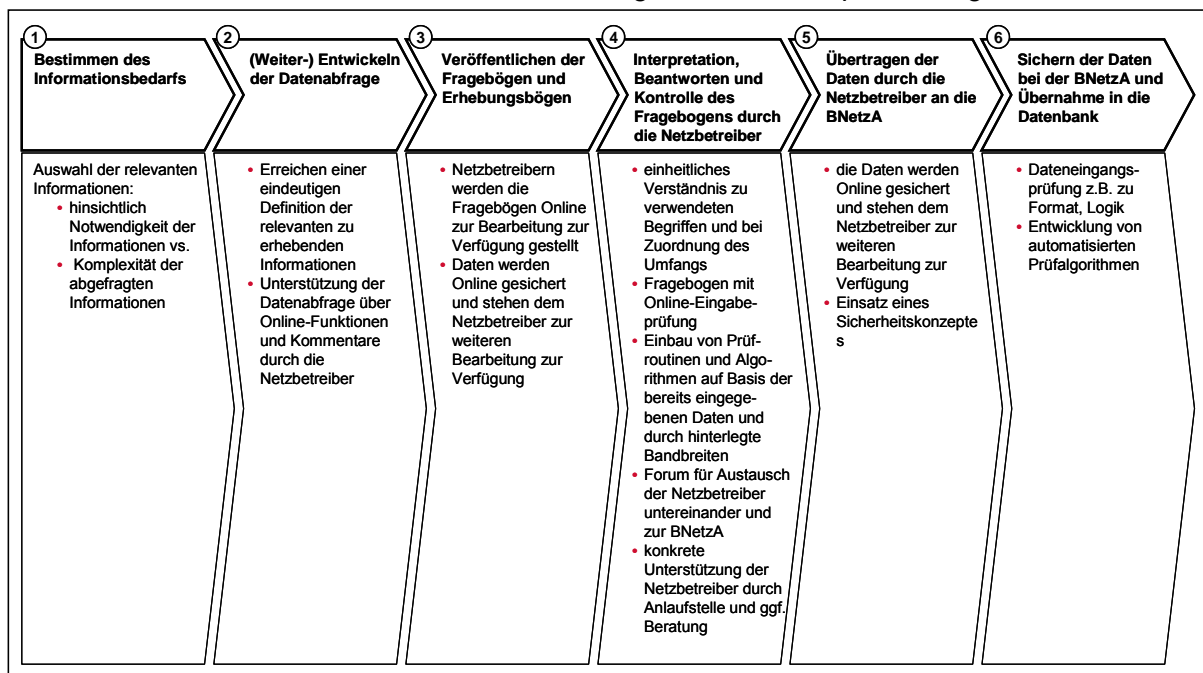 1
Bestimmen des
Informationsbedarfs
Auswahl der relevanten
Informationen:
• hinsichtlich
Notwendigkeit der
Informationen vs.
• Komplexität der
abgefragten
Informationen
2
(Weiter-) Entwickeln
der Datenabfrage
• Erreichen einer
eindeutigen
Definition der
relevanten zu
erhebenden
Informationen
• Unterstützung der
Datenabfrage über
Online-Funktionen
und Kommentare
durch die
Netzbetreiber
3
Veröffentlichen der
Fragebögen und
Erhebungsbögen
• Netzbetreibern
werden die
Fragebögen Online
zur Bearbeitung zur
Verfügung gestellt
• Daten werden
Online gesichert
und stehen dem
Netzbetreiber zur
weiteren
Bearbeitung zur
Verfügung
4
Interpretation,
Beantworten und
Kontrolle des
Fragebogens durch
die Netzbetreiber
• einheitliches
Verständnis zu
verwendeten
Begriffen und bei
Zuordnung des
Umfangs
• Fragebogen mit
Online-Eingabe-
prüfung
• Einbau von Prüf-
routinen und Algo-
rithmen auf Basis der
bereits eingege-
benen Daten und
durch hinterlegte
Bandbreiten
• Forum für Austausch
der Netzbetreiber
untereinander und
zur BNetzA
• konkrete
Unterstützung der
Netzbetreiber durch
Anlaufstelle und ggf.
Beratung
5
Übertragen der
Daten durch die
Netzbetreiber an die
BNetzA
• die Daten werden
Online gesichert
und stehen dem
Netzbetreiber zur
weiteren
Bearbeitung zur
Verfügung
• Einsatz eines
Sicherheitskonzepte
s
6
Sichern der Daten
bei der BNetzA und
Übernahme in die
Datenbank
• Dateneingangs-
prüfung z.B. zu
Format, Logik
• Entwicklung von
automatisierten
Prüfalgorithmen